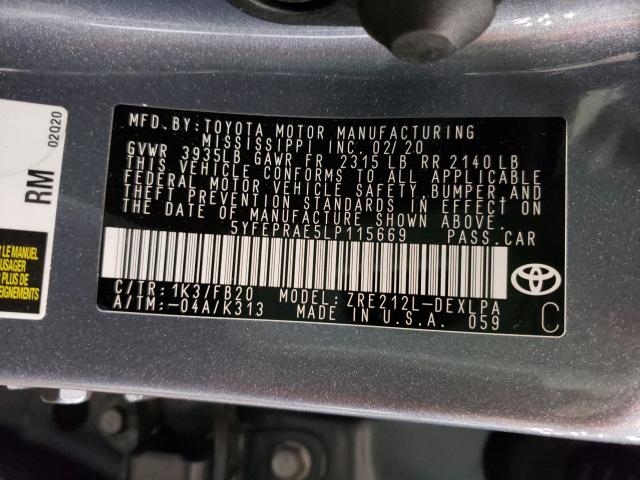 MFD.BY:TOYOTA MOTOR MANUFACTURING
MISSISSIPPI INC. 02/20
GVWR 3935LB GAWR FR 2315 LB RR 2140 LB
THIS VEHICLE CONFORMS TO ALL APPLICABLE
FEDERAL MOTOR VEHICLE SAFETY, BUMPER AND
THEFT PREVENTION STANDARDS IN EFFECT ON
THE DATE OF MANUFACTURE SHOWN ABOVE.
5YFEPRAE5LP115669 PASS.CAR
C/TR:1K3/FB20 MODEL: ZRE212L-DEXLPA
A/TM:-04A/K313 MADE IN U.S.A. 059
C
RM
02020
LE MANUEL
USAGER